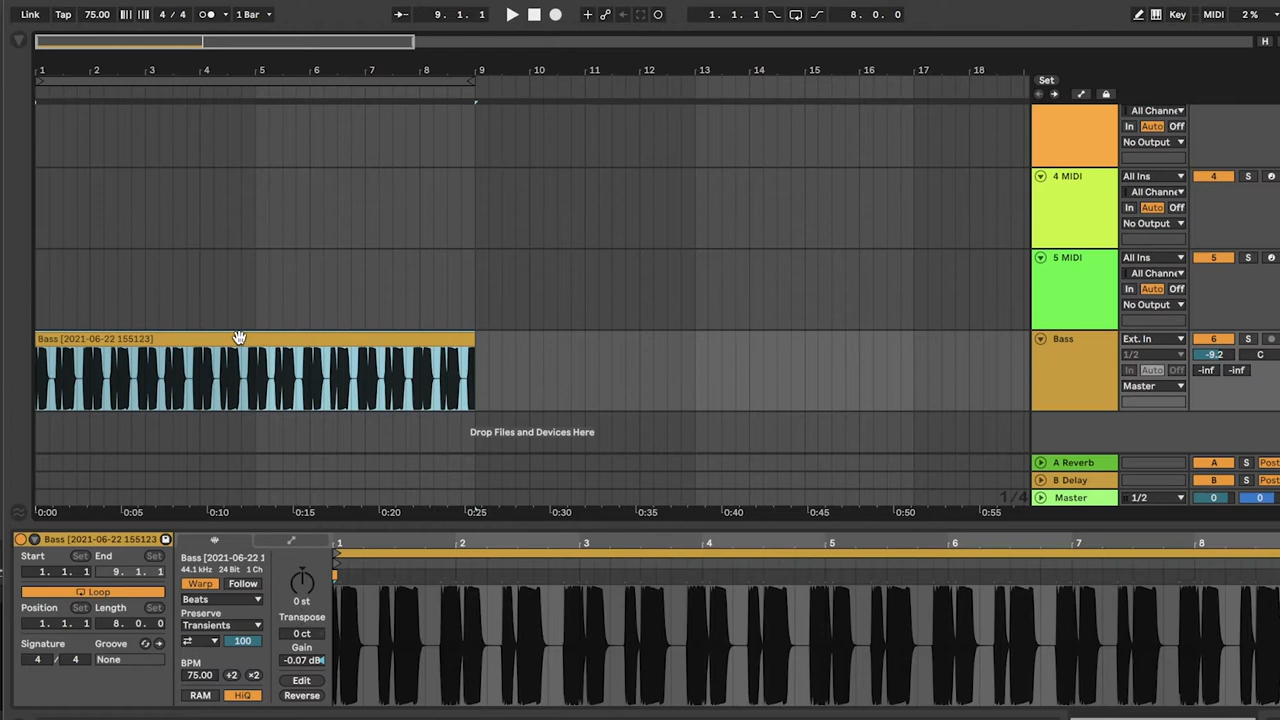 Link Tap 75.00 4 / 4 1 Bar 9. 1. 1 1. 1. 1 8. 0. 0 Key MIDI 2 %
H
1 2 3 4 5 6 7 8 9 10 11 12 13 14 15 16 17 18
Set
All Channe
In Auto Off
No Output
4 MIDI All Ins 4 S
All Channe
In Auto Off
No Output
5 MIDI All Ins 5 S
All Channe
In Auto Off
No Output
Bass [2021-06-22 155123] Bass Ext. In 6 S
1/2 -9.2 C
In Auto Off -inf -inf
Master
Drop Files and Devices Here
A Reverb A S Post
B Delay B S Post
1/4 Master 1/2 0 0
0:00 0:05 0:10 0:15 0:20 0:25 0:30 0:35 0:40 0:45 0:50 0:55
Bass [2021-06-22 155123
1 2 3 4 5 6 7 8
Start Set End Set
1. 1. 1 9. 1. 1
Loop
Position Set Length Set
1. 1. 1 8. 0. 0
Signature Groove
4 / 4 None
Bass [2021-06-22 1
44.1 kHz 24 Bit 1 Ch
Warp Follow
Beats
Preserve
Transients
100
BPM
75.00 ÷2 ×2
RAM HiQ
0 st
Transpose
0 ct
Gain
-0.07 dB
Edit
Reverse